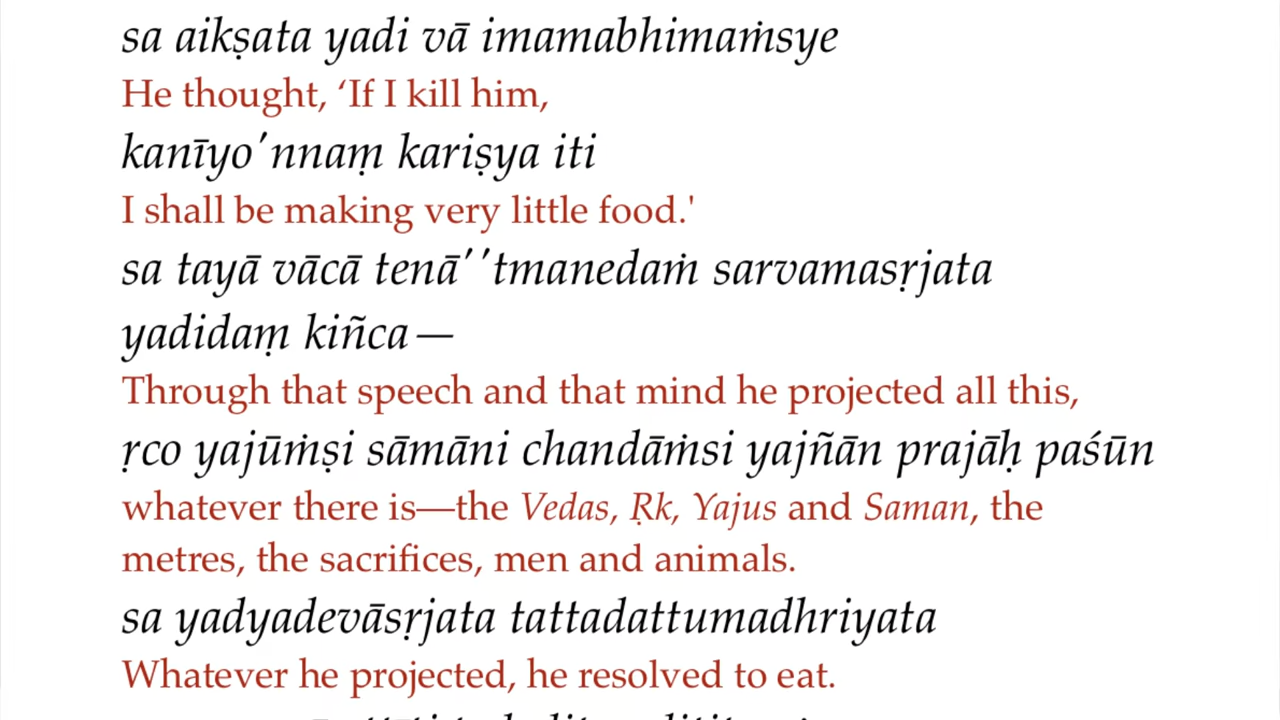 sa aikṣata yadi vā imamabhimaṁsye
He thought, ‘If I kill him,
kanīyo'nnaṃ kariṣya iti
I shall be making very little food.'
sa tayā vācā tenā''tmanedaṁ sarvamasṛjata
yadidaṃ kiñca—
Through that speech and that mind he projected all this,
ṛco yajūṁṣi sāmāni chandāṁsi yajñān prajāḥ paśūn
whatever there is—the Vedas, Ṛk, Yajus and Saman, the
metres, the sacrifices, men and animals.
sa yadyadevāsṛjata tattadattumadhriyata
Whatever he projected, he resolved to eat.